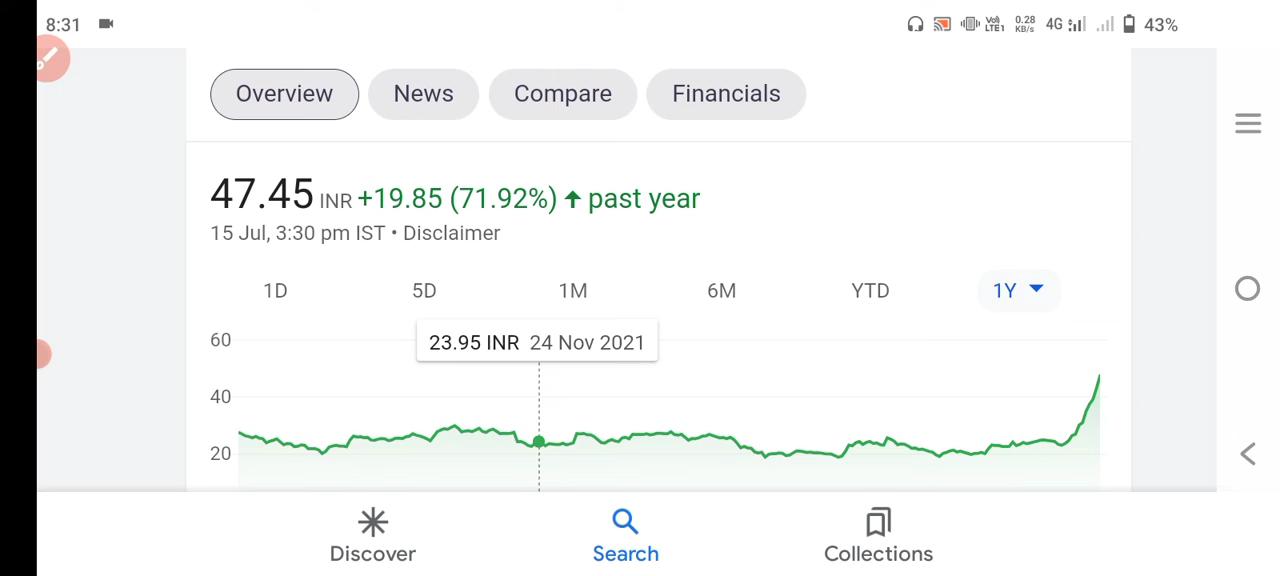 8:31 Vo) LTE1 0.28 KB/s 4G 43%
Overview News Compare Financials
47.45 INR +19.85 (71.92%) ↑ past year
15 Jul, 3:30 pm IST • Disclaimer
1D 5D 1M 6M YTD 1Y
23.95 INR 24 Nov 2021
60
40
20
Discover Search Collections